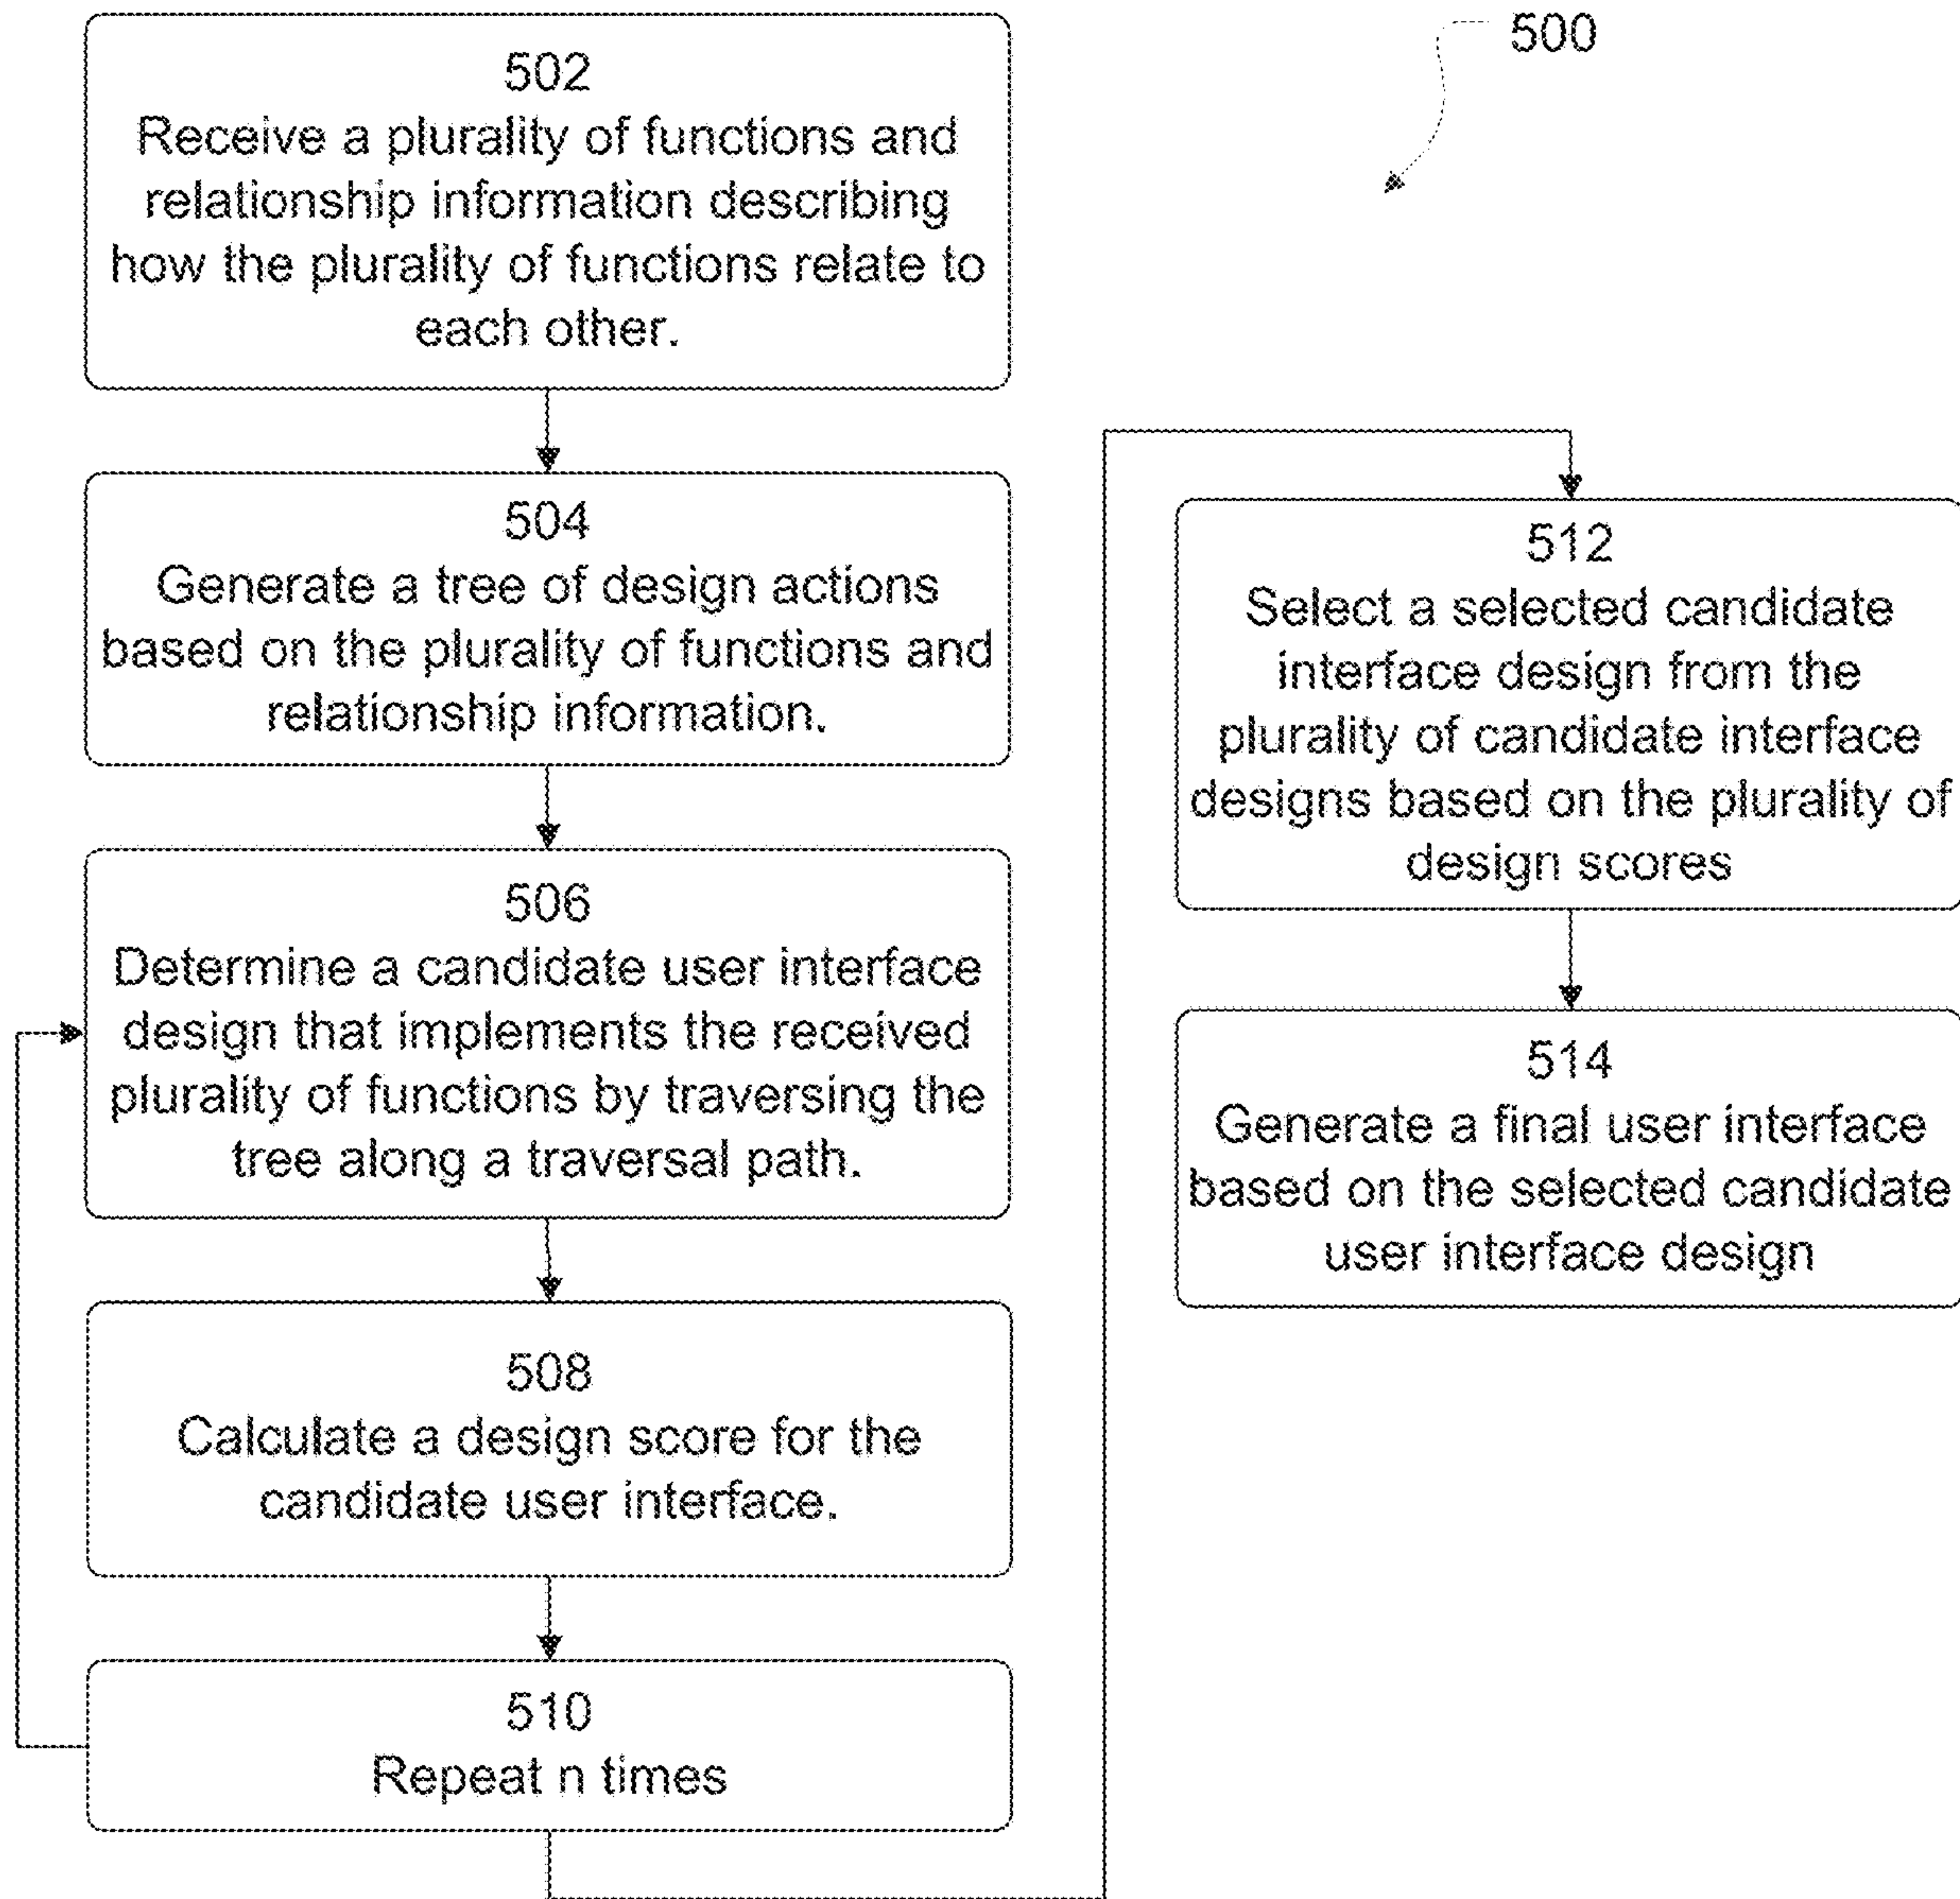 500
502
Receive a plurality of functions and
relationship information describing
how the plurality of functions relate to
each other.
504
Generate a tree of design actions
based on the plurality of functions and
relationship information.
506
Determine a candidate user interface
design that implements the received
plurality of functions by traversing the
tree along a traversal path.
508
Calculate a design score for the
candidate user interface.
510
Repeat n times
512
Select a selected candidate
interface design from the
plurality of candidate interface
designs based on the plurality of
design scores
514
Generate a final user interface
based on the selected candidate
user interface design